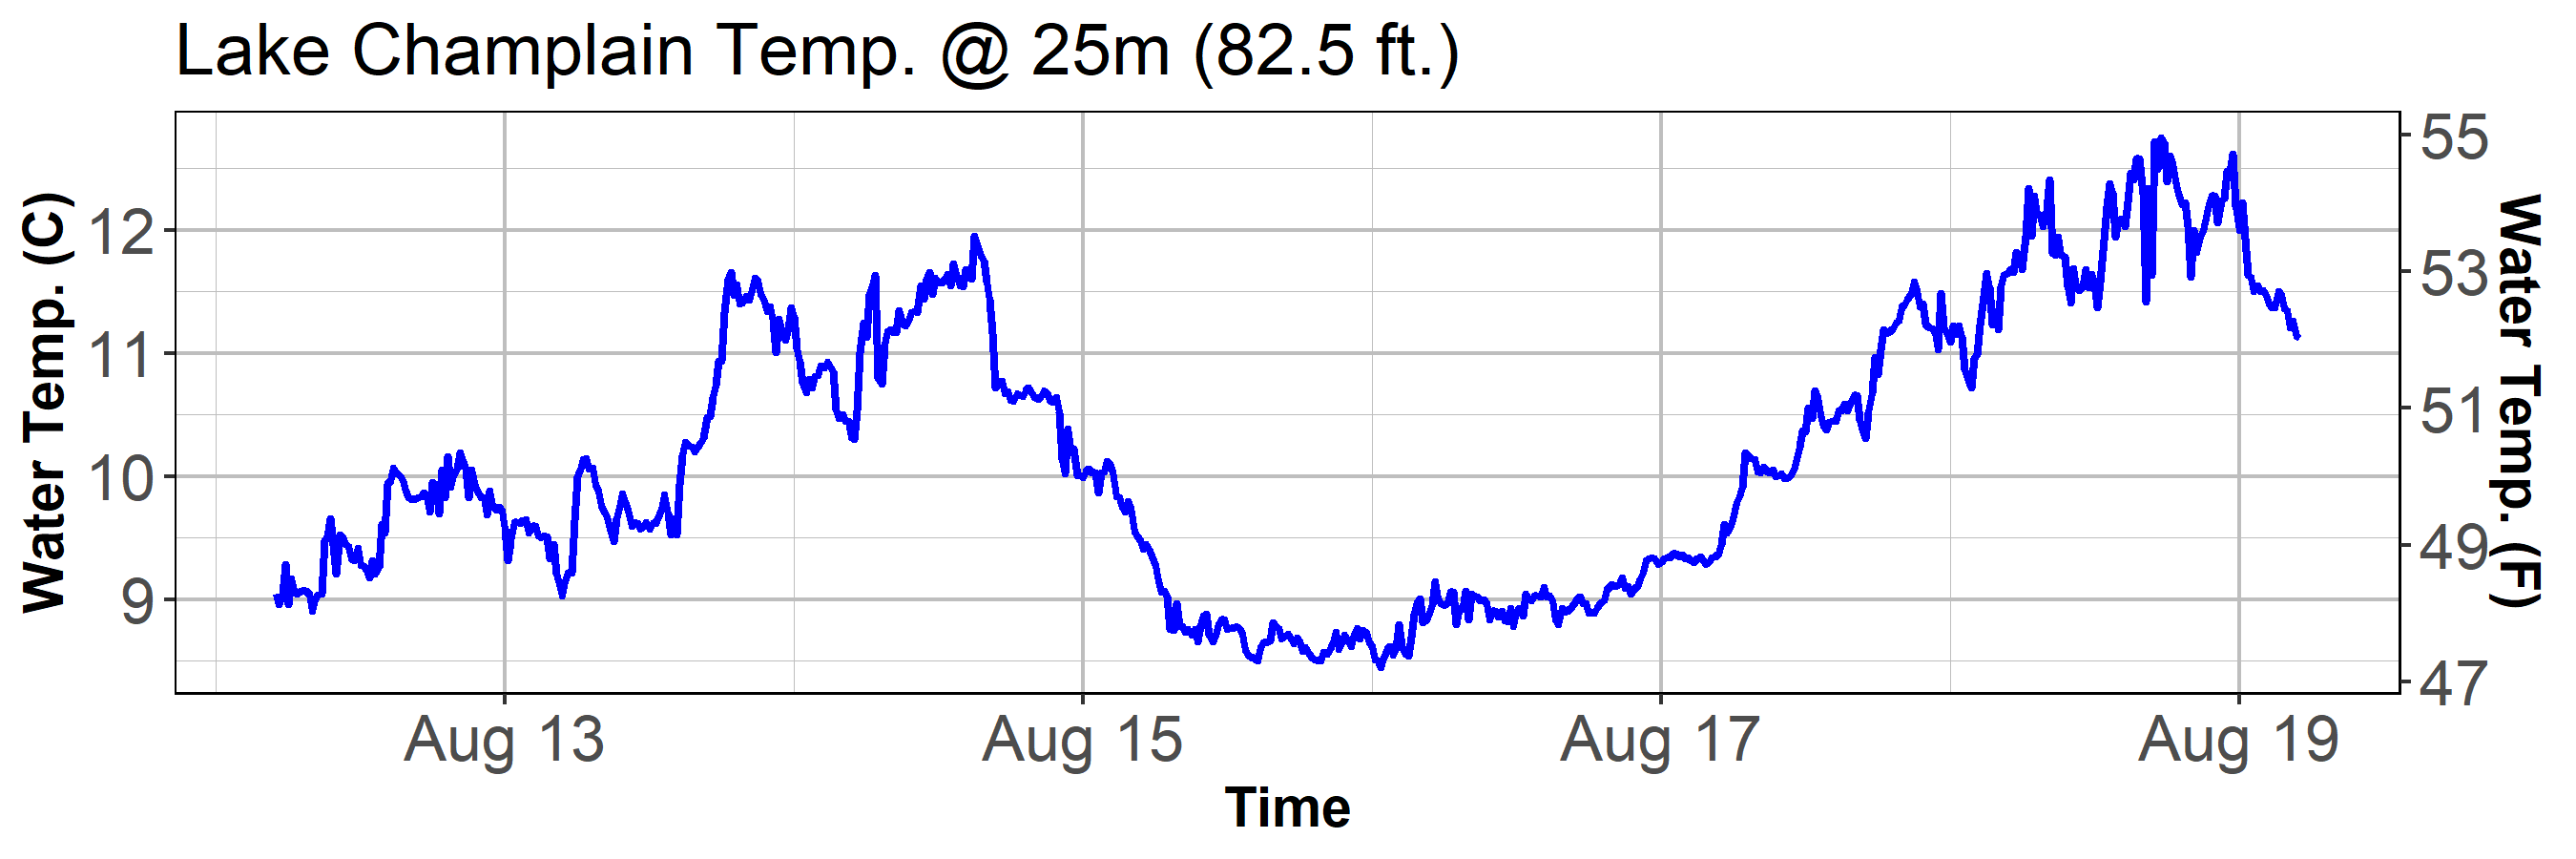 Lake Champlain Temp. @ 25m (82.5 ft.)
Water Temp. (C)
12
11
10
9
55
53
51
49
47
Water Temp. (F)
Aug 13
Aug 15
Aug 17
Aug 19
Time